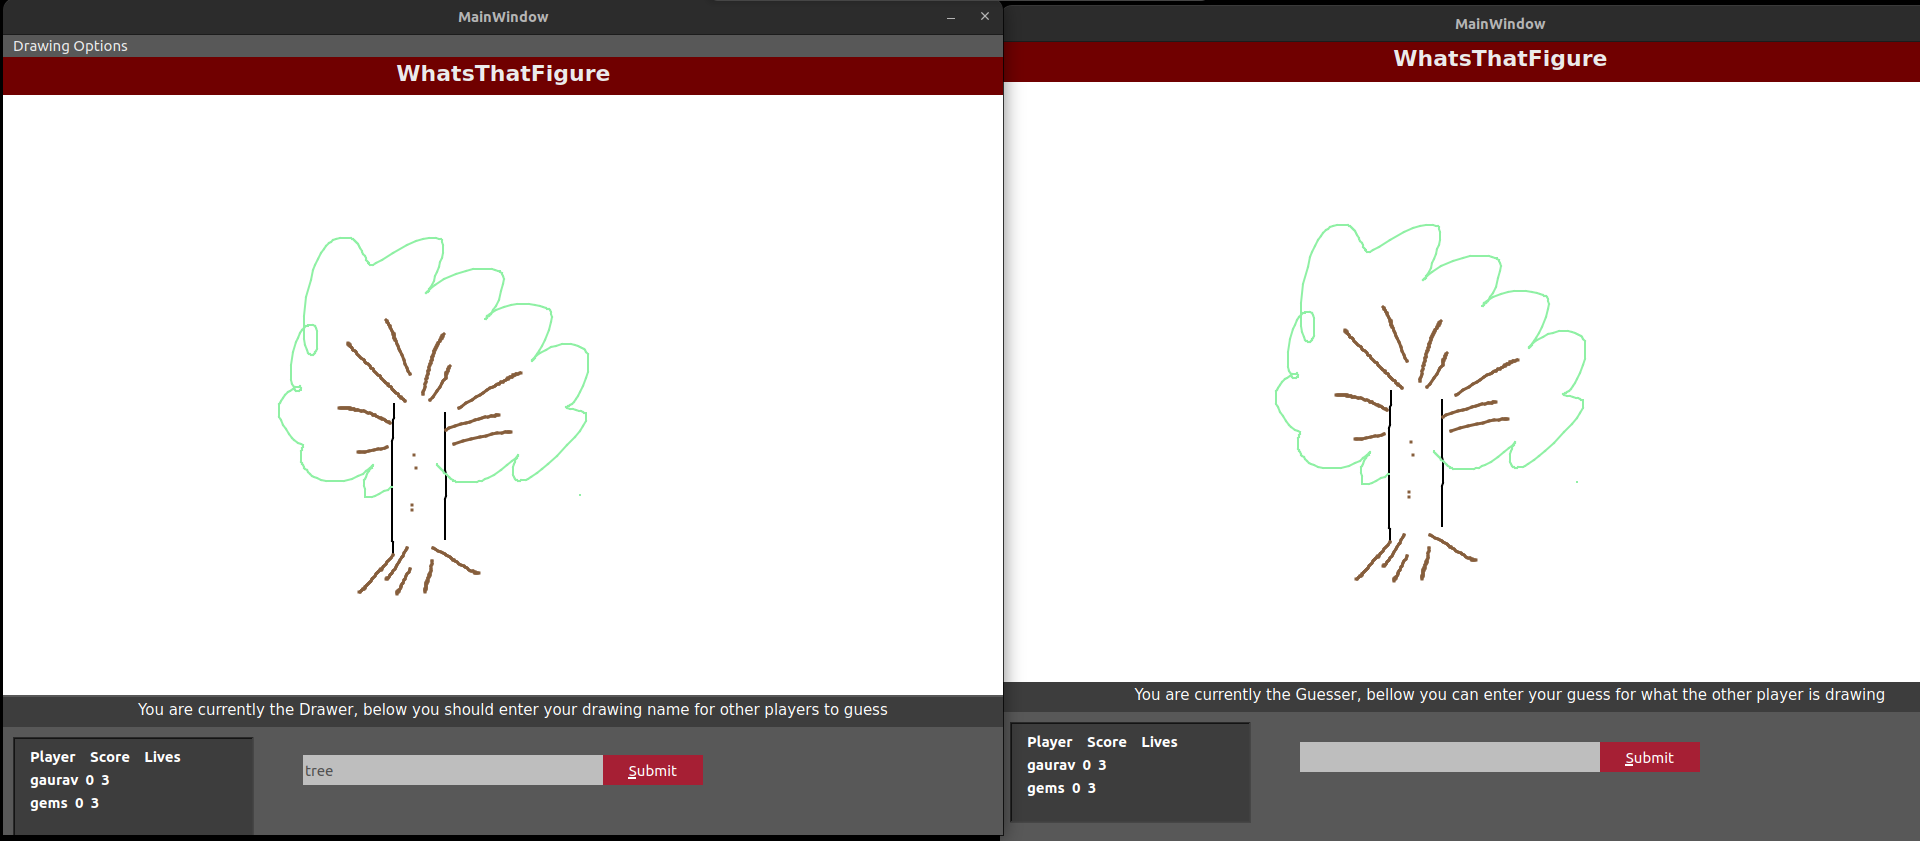 MainWindow
Drawing Options
WhatsThatFigure
You are currently the Drawer, below you should enter your drawing name for other players to guess
Player Score Lives
gaurav 0 3
gems 0 3
tree
Submit
MainWindow
WhatsThatFigure
You are currently the Guesser, bellow you can enter your guess for what the other player is drawing
Player Score Lives
gaurav 0 3
gems 0 3
Submit